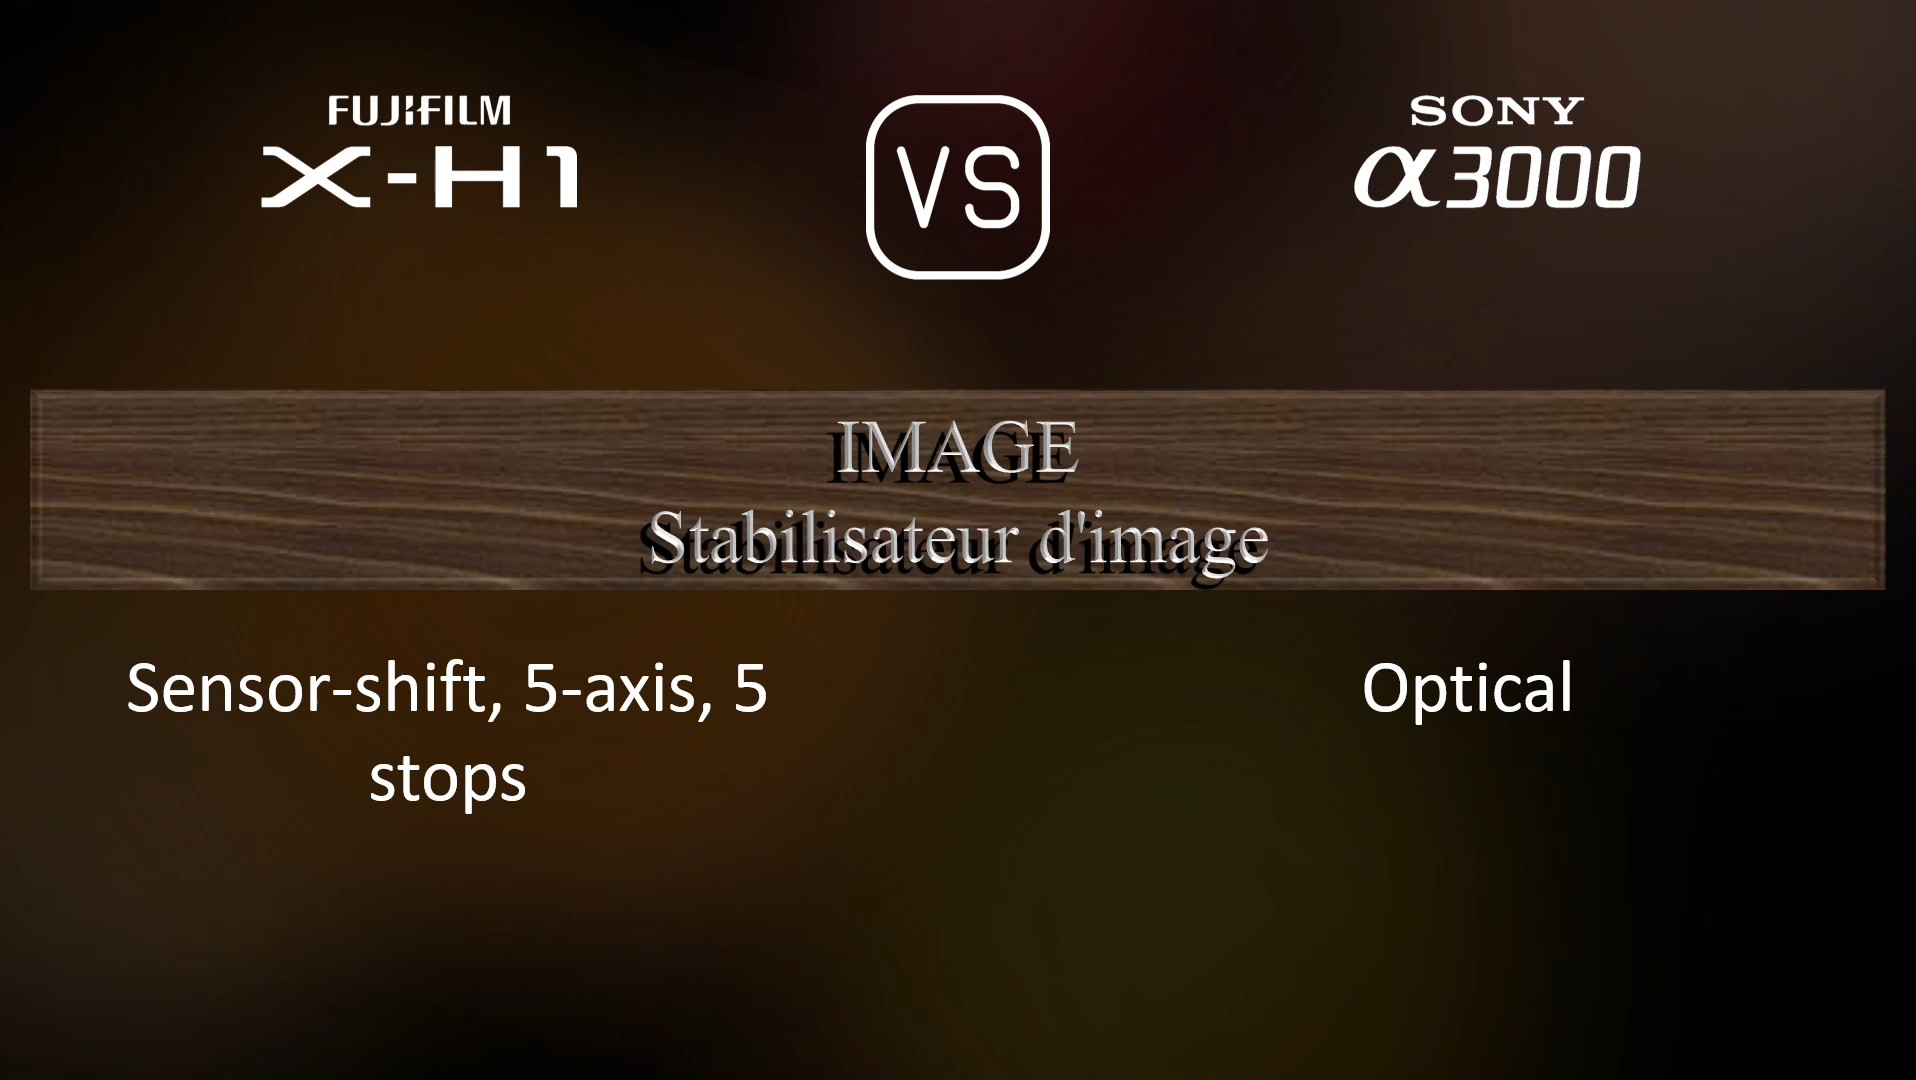 FUJIFILM
X-H1
VS
SONY
α3000
IMAGE
Stabilisateur d'image
Sensor-shift, 5-axis, 5
stops
Optical